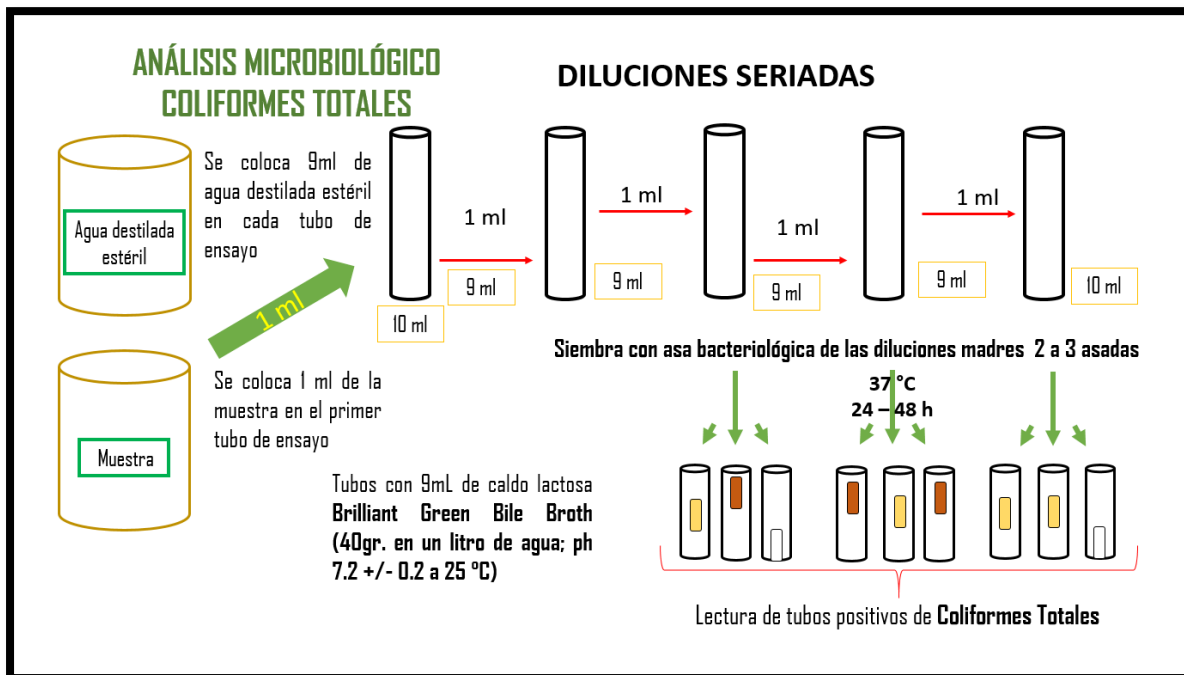 ANÁLISIS MICROBIOLÓGICO
COLIFORMES TOTALES
DILUCIONES SERIADAS
Agua destilada
estéril
Se coloca 9ml de
agua destilada estéril
en cada tubo de
ensayo
1 ml
1 ml
1 ml
1 ml
1 ml
10 ml
9 ml
9 ml
9 ml
9 ml
10 ml
Muestra
Se coloca 1 ml de la
muestra en el primer
tubo de ensayo
Siembra con asa bacteriológica de las diluciones madres 2 a 3 asadas
37 °C
24 – 48 h
Tubos con 9mL de caldo lactosa
Brilliant Green Bile Broth
(40gr. en un litro de agua; ph
7.2 +/- 0.2 a 25 °C)
Lectura de tubos positivos de Coliformes Totales